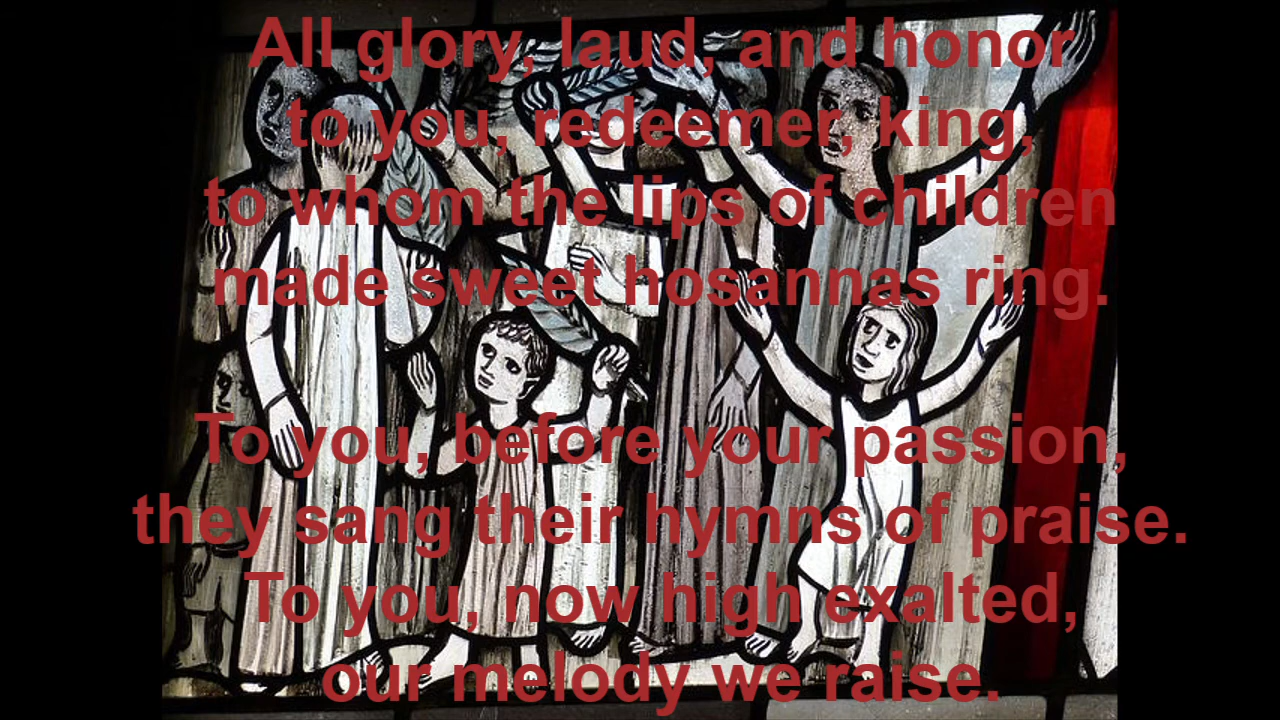 All glory, laud, and honor
to you, redeemer, king,
to whom the lips of children
made sweet hosannas ring.
To you, before your passion,
they sang their hymns of praise.
To you, now high exalted,
our melody we raise.